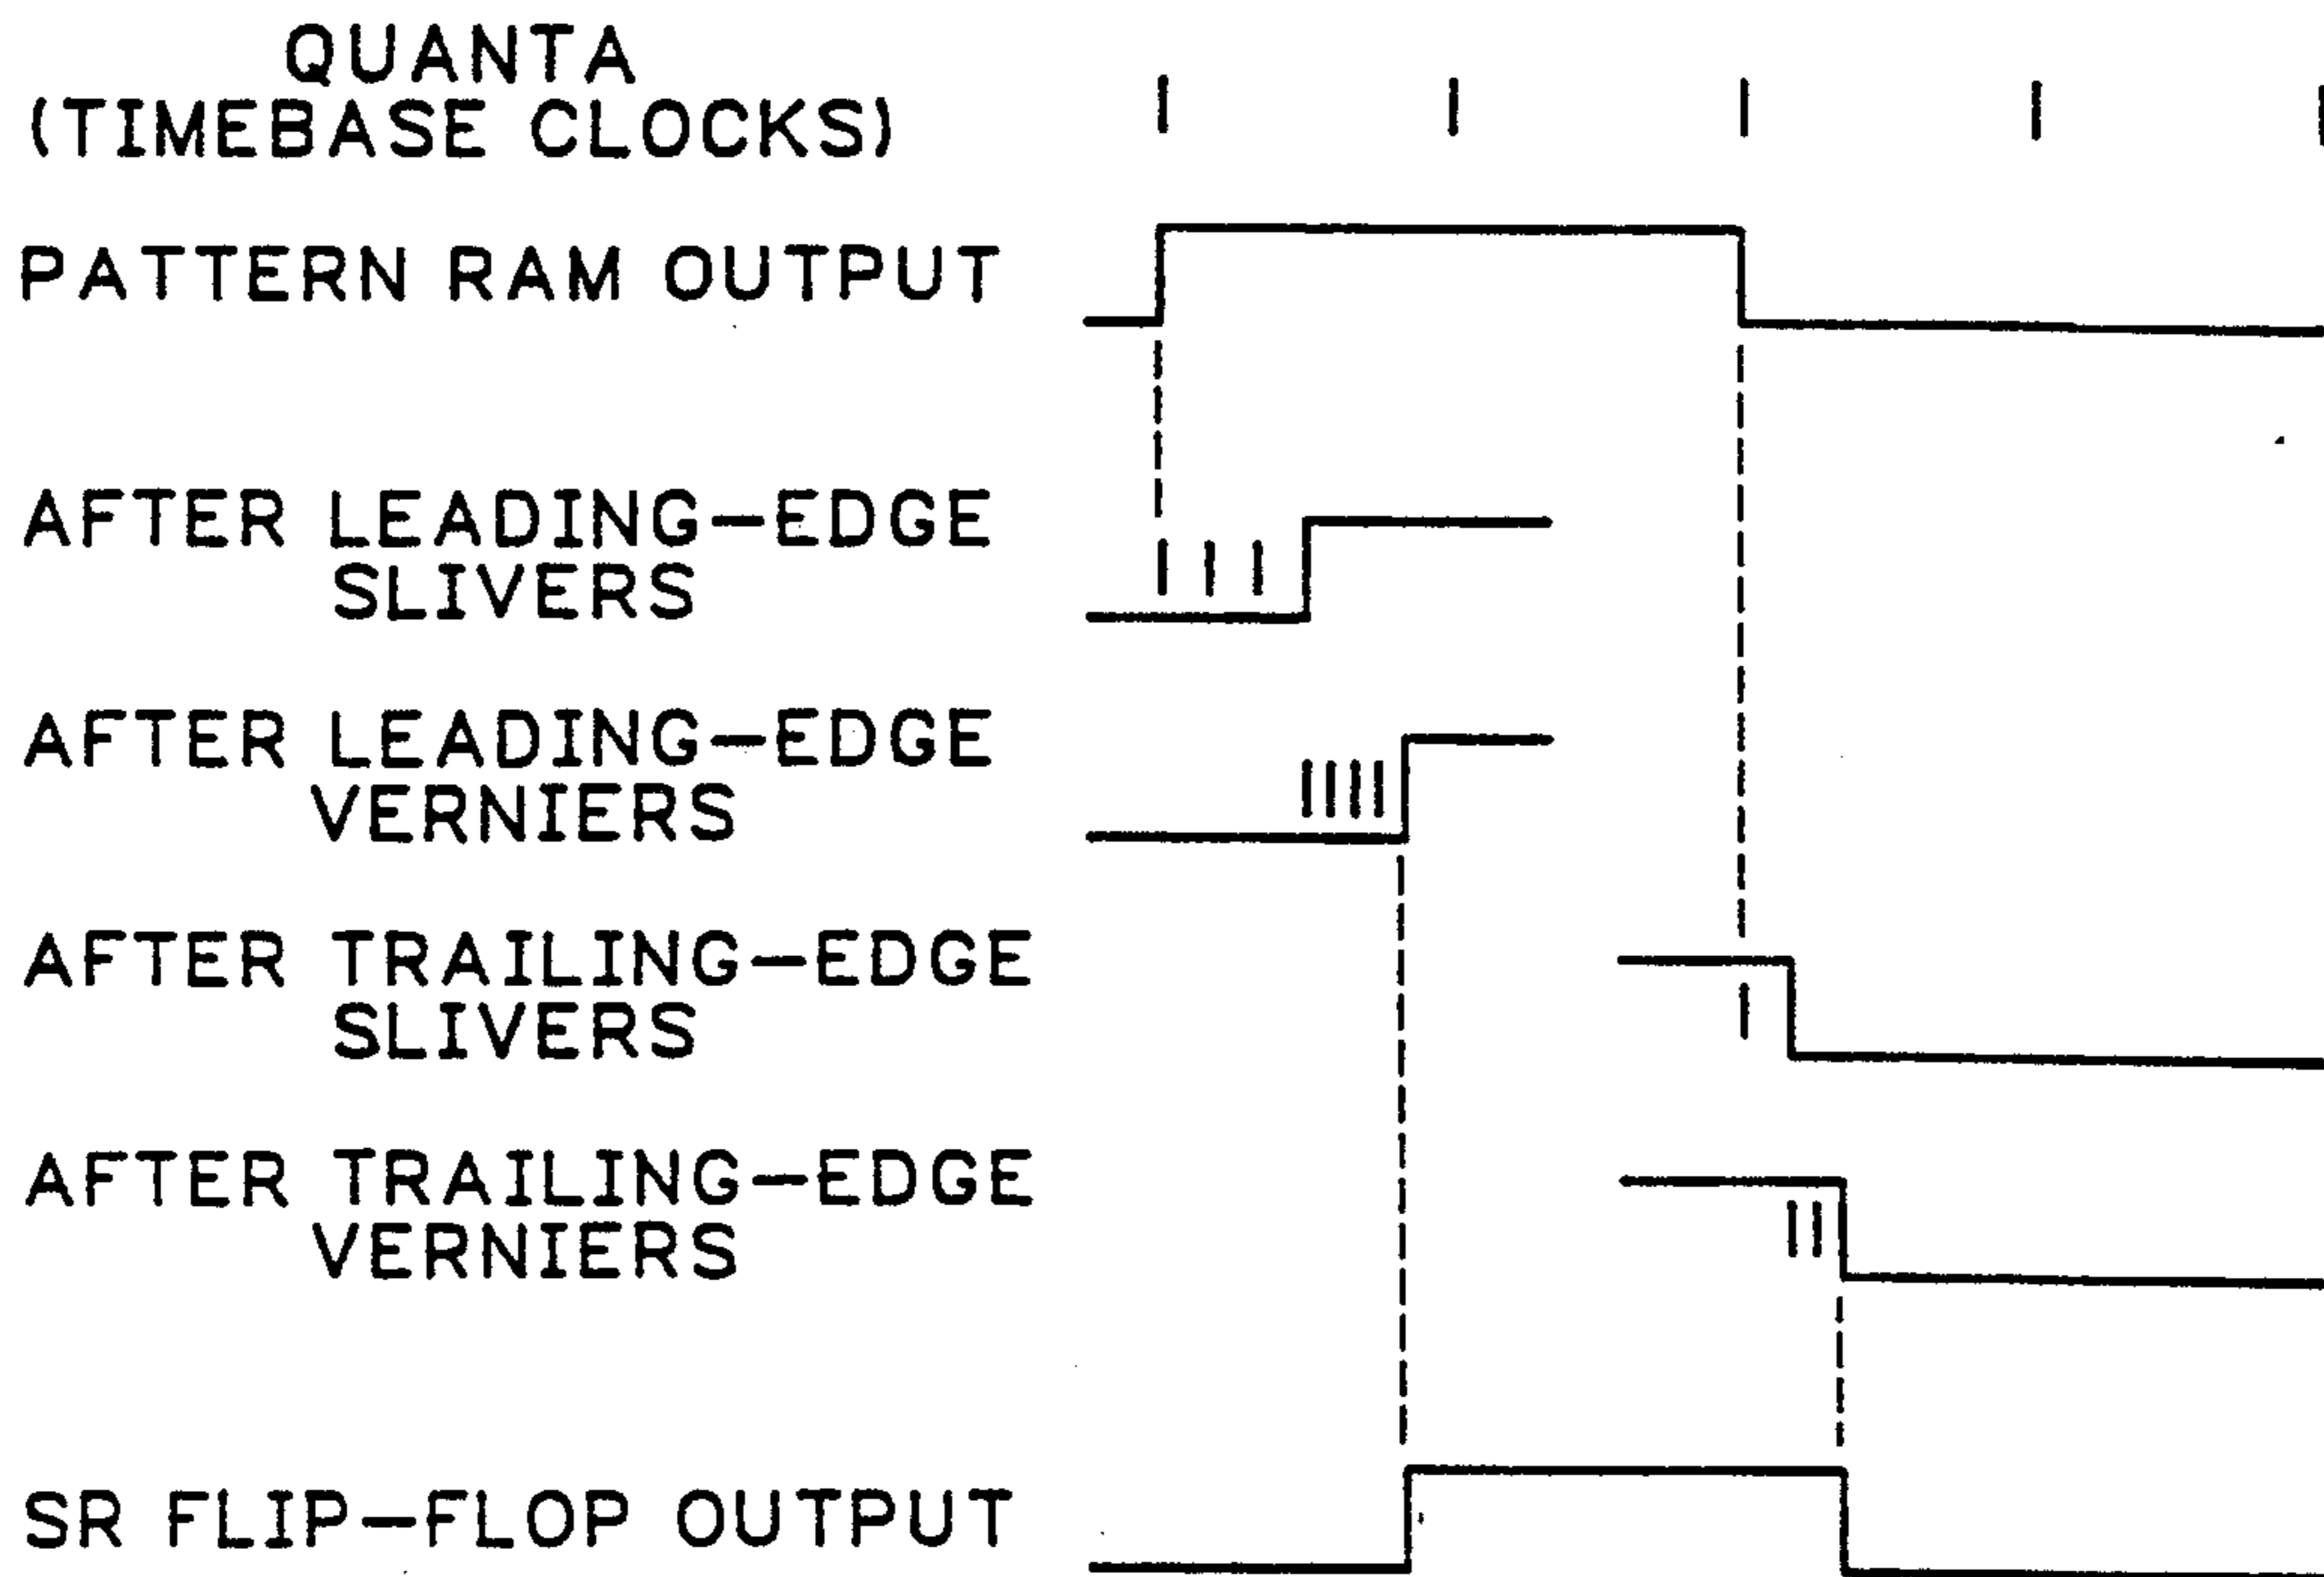 QUANTA
(TIMEBASE CLOCKS)
PATTERN RAM OUTPUT
AFTER LEADING-EDGE
SLIVERS
AFTER LEADING-EDGE
VERNIERS
AFTER TRAILING-EDGE
SLIVERS
AFTER TRAILING-EDGE
VERNIERS
SR FLIP-FLOP OUTPUT